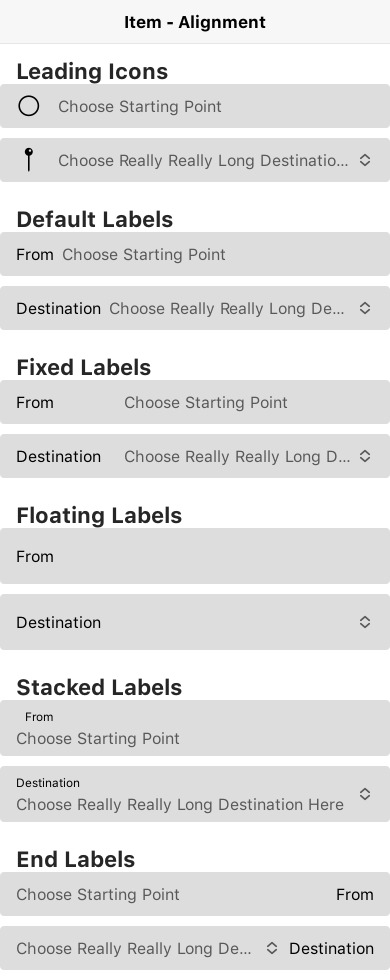 Item - Alignment
Leading Icons
Choose Starting Point
Choose Really Really Long Destinatio...
Default Labels
From Choose Starting Point
Destination Choose Really Really Long De...
Fixed Labels
From Choose Starting Point
Destination Choose Really Really Long D...
Floating Labels
From
Destination
Stacked Labels
From
Choose Starting Point
Destination
Choose Really Really Long Destination Here
End Labels
Choose Starting Point From
Choose Really Really Long De... Destination